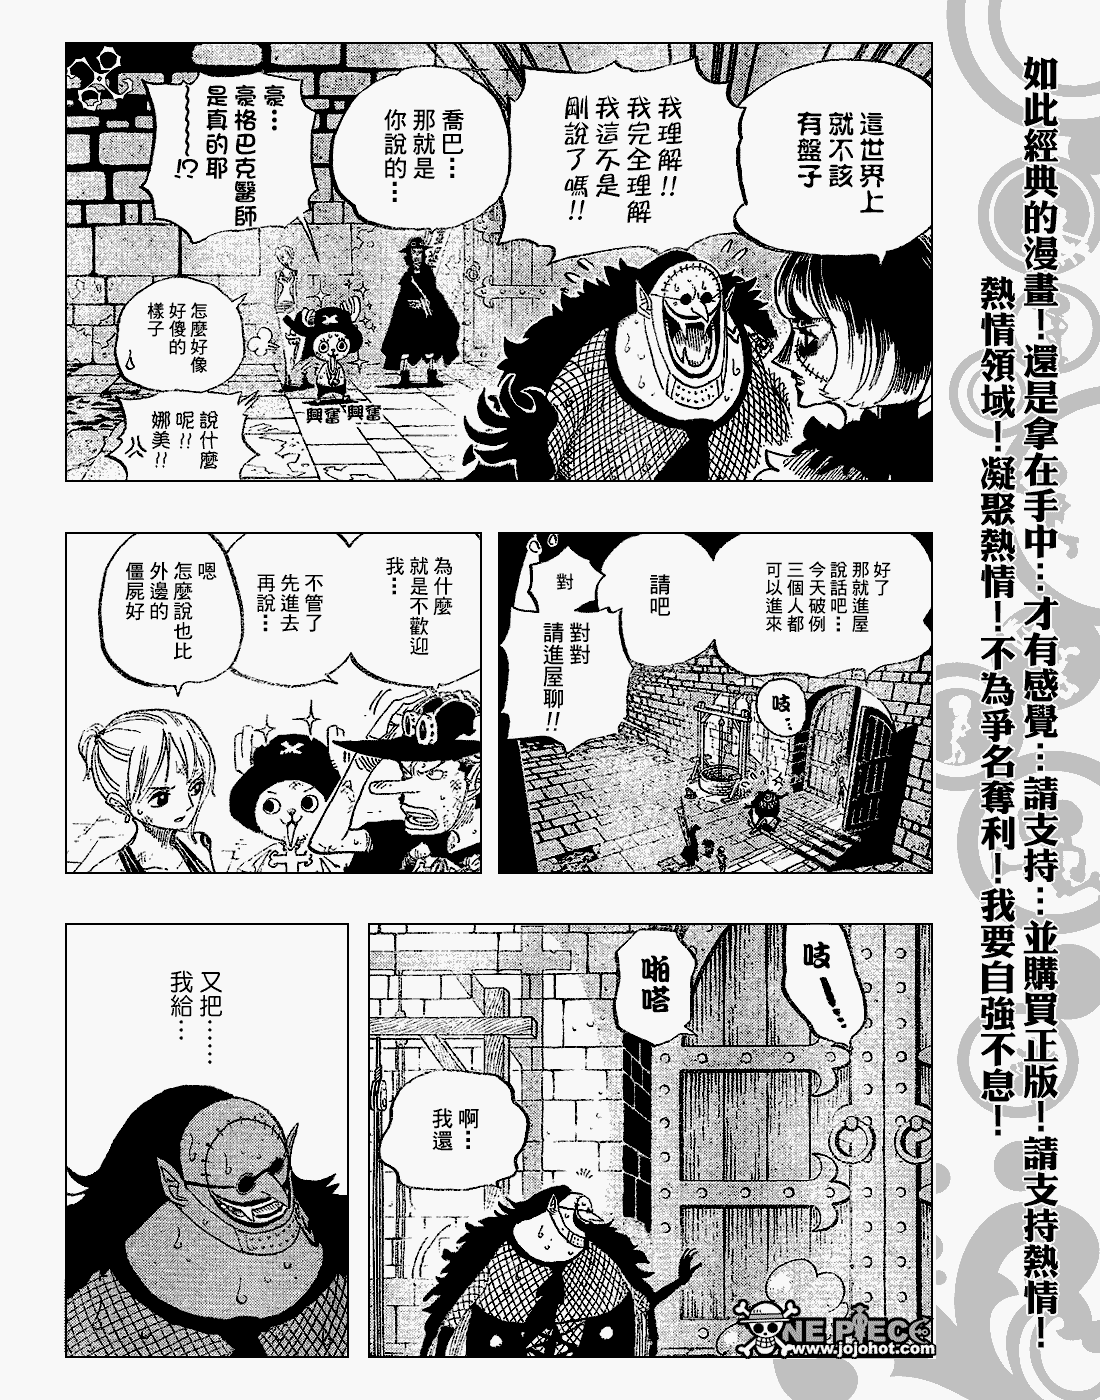 這世界上
就不該
有盤子
我理解!!
我完全理解
我這不是
剛說了嗎!!
喬巴…
那就是
你說的…
豪…
豪格巴克醫師
是真的耶
～～～～!?
怎麼好像
好傻的
樣子
興奮
興奮
說什麼
呢!!
娜美!!
好了
那就進屋
說話吧…
今天破例
三個人都
可以進來
請吧
對
對對
請進屋聊!!
吱…
為什麼
就是不歡迎
我…
不管了
先進去
再說…
嗯
怎麼說也比
外邊的
僵屍好
吱—…
啪嗒
啊…
我還
又把……
我給…
ONE PIECE
www.jojohot.com
如此經典的漫畫！還是拿在手中…才有感覺…請支持…並購買正版！請支持熱情！
熱情領域！凝聚熱情！不為爭名奪利！我要自強不息！